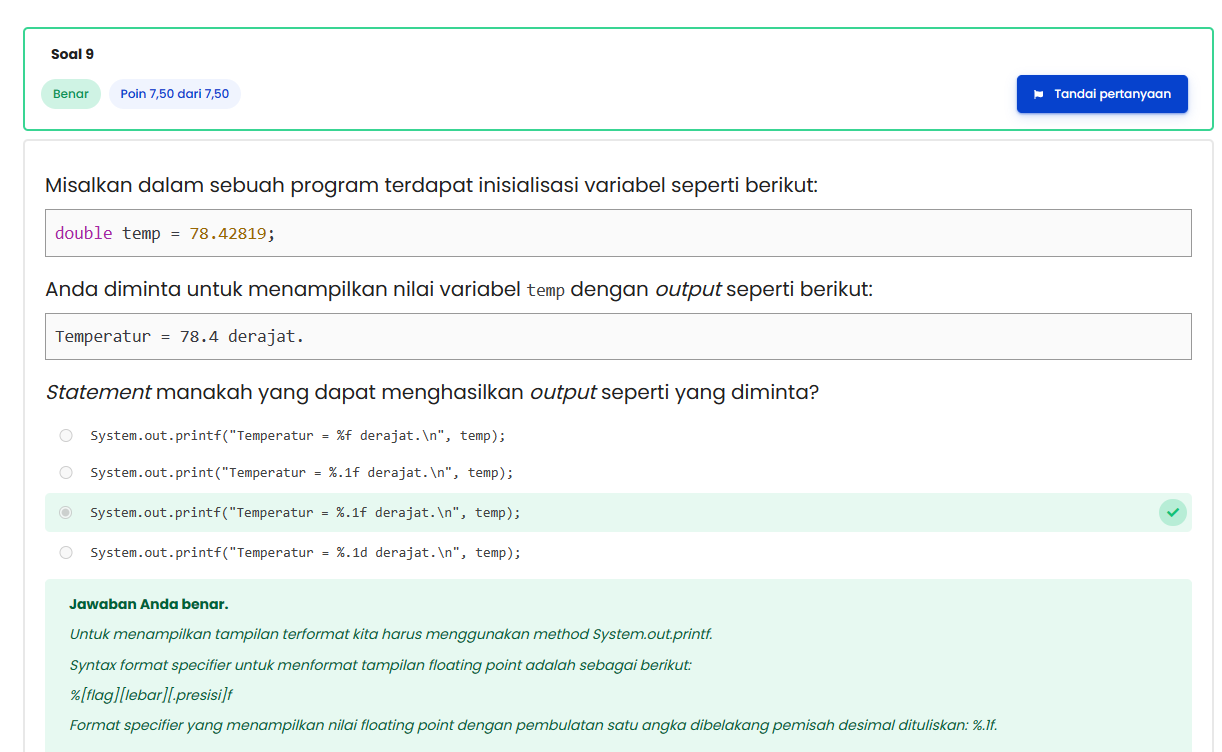 Soal 9
Benar
Poin 7,50 dari 7,50
Tandai pertanyaan
Misalkan dalam sebuah program terdapat inisialisasi variabel seperti berikut:
double temp = 78.42819;
Anda diminta untuk menampilkan nilai variabel temp dengan output seperti berikut:
Temperatur = 78.4 derajat.
Statement manakah yang dapat menghasilkan output seperti yang diminta?
System.out.printf("Temperatur = %f derajat.\n", temp);
System.out.print("Temperatur = %.1f derajat.\n", temp);
System.out.printf("Temperatur = %.1f derajat.\n", temp);
System.out.printf("Temperatur = %.1d derajat.\n", temp);
Jawaban Anda benar.
Untuk menampilkan tampilan terformat kita harus menggunakan method System.out.printf.
Syntax format specifier untuk menformat tampilan floating point adalah sebagai berikut:
%[flag][lebar][.presisi]f
Format specifier yang menampilkan nilai floating point dengan pembulatan satu angka dibelakang pemisah desimal dituliskan: %.1f.